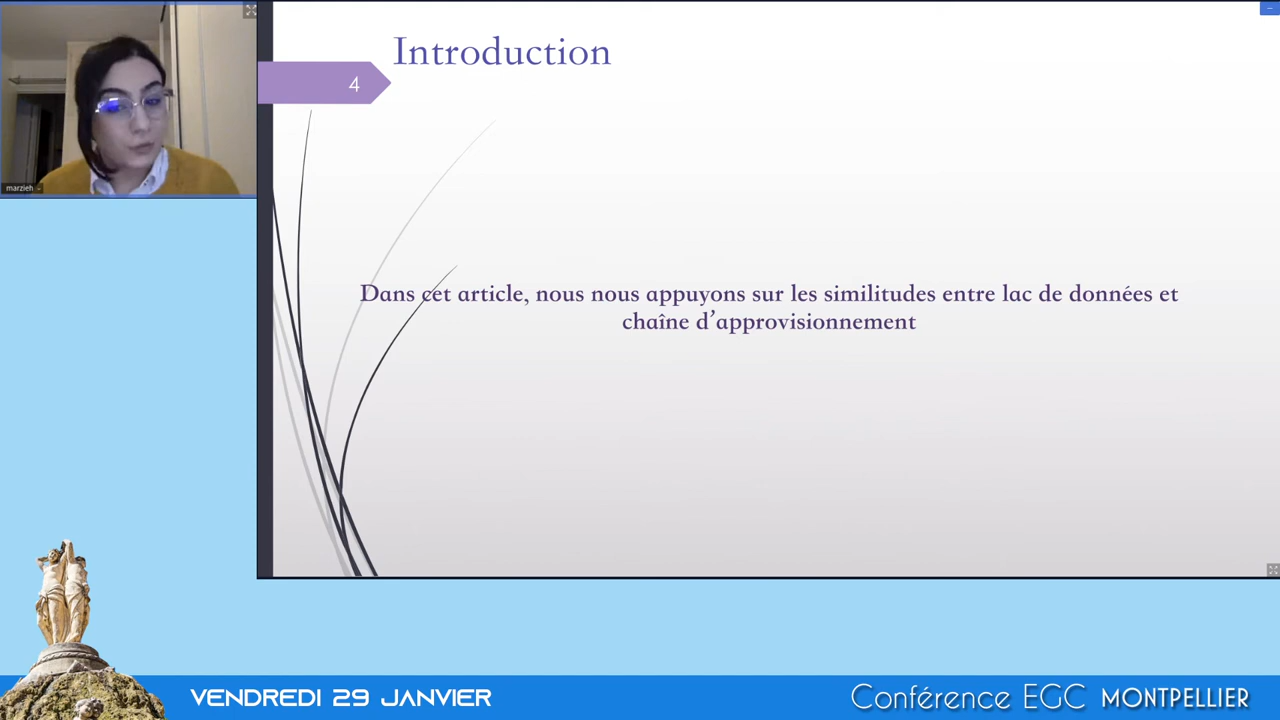 Introduction
4
Dans cet article, nous nous appuyons sur les similitudes entre lac de données et
chaîne d'approvisionnement
marzieh
VENDREDI 29 JANVIER
Conférence EGC MONTPELLIER